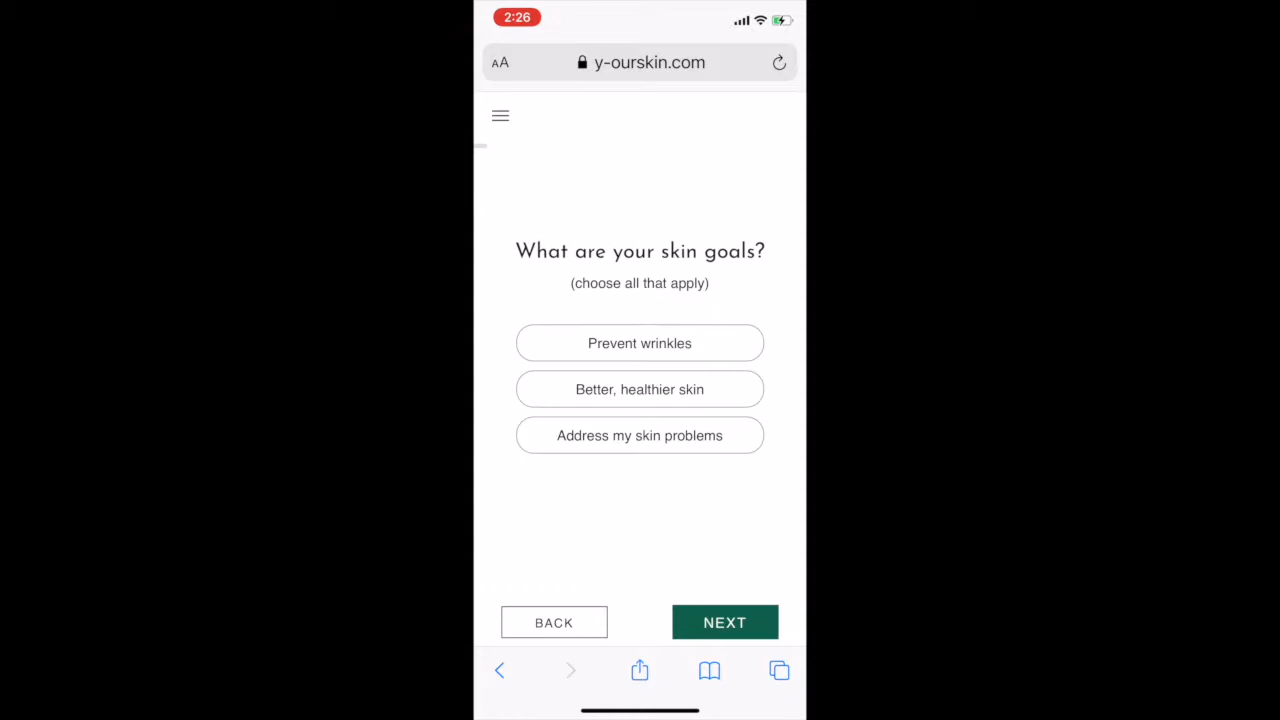 2:26
AA
y-ourskin.com
What are your skin goals?
(choose all that apply)
Prevent wrinkles
Better, healthier skin
Address my skin problems
BACK
NEXT